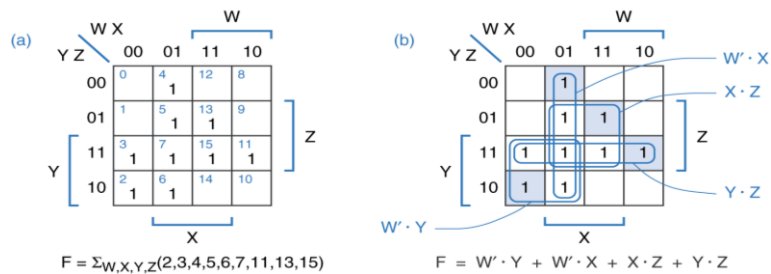 (a)
W X
W
Y Z
00 01 11 10
00
0 4 12 8
1
01
1 5 13 9
1 1
Z
Y
11
3 7 15 11
1 1 1 1
10
2 6 14 10
1 1
X
F = Σ_{W,X,Y,Z}(2,3,4,5,6,7,11,13,15)
(b)
W X
W
Y Z
00 01 11 10
W′ · X
00
1
X · Z
01
1 1
Z
Y
11
1 1 1 1
10
1 1
Y · Z
W′ · Y
X
F = W′ · Y + W′ · X + X · Z + Y · Z